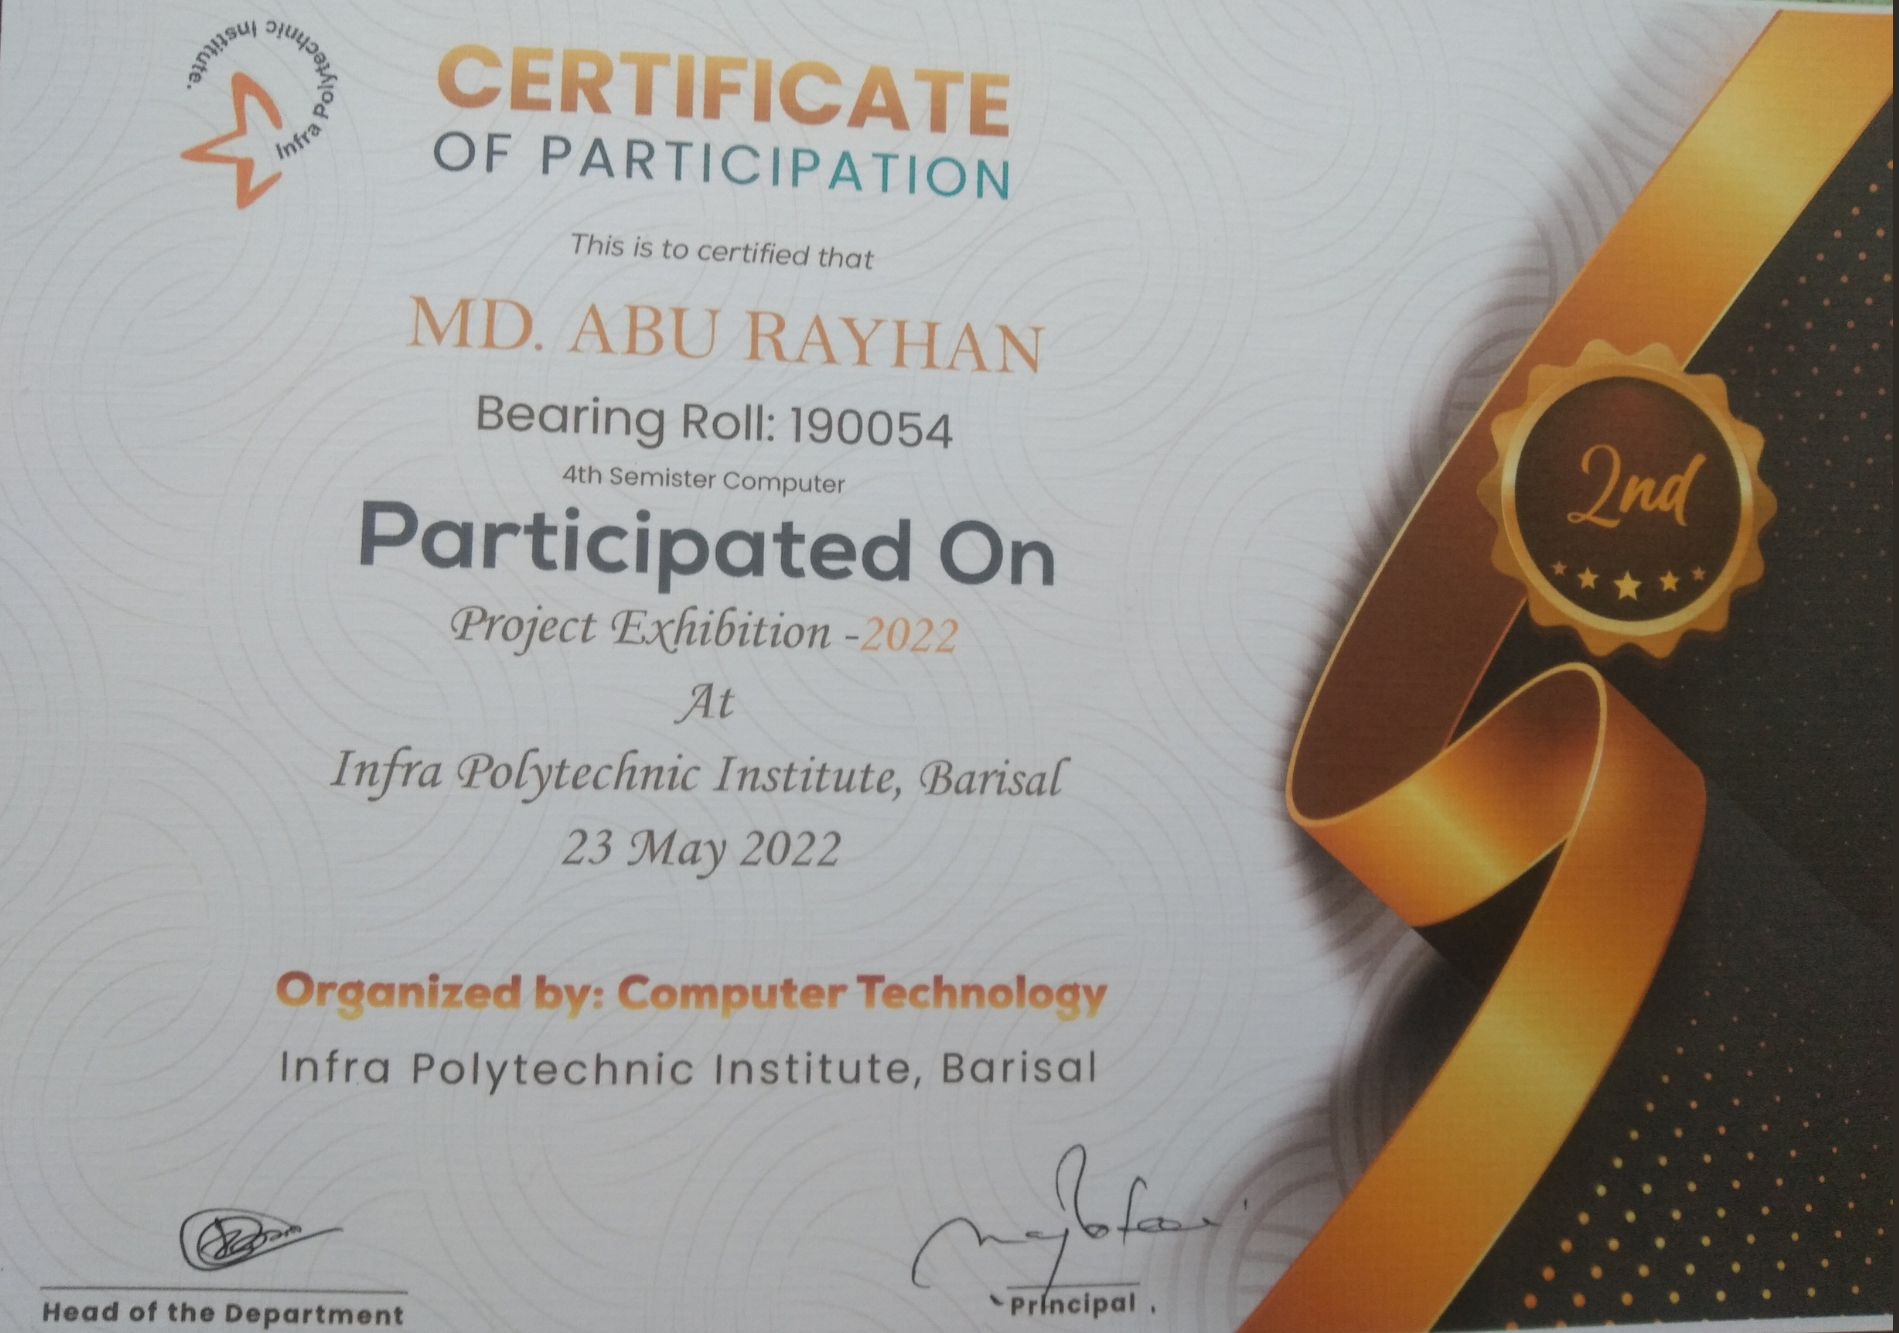 Infra Polytechnic Institute.
CERTIFICATE
OF PARTICIPATION
This is to certified that
MD. ABU RAYHAN
Bearing Roll: 190054
4th Semister Computer
Participated On
Project Exhibition -2022
At
Infra Polytechnic Institute, Barisal
23 May 2022
2nd
Organized by: Computer Technology
Infra Polytechnic Institute, Barisal
Head of the Department
Principal